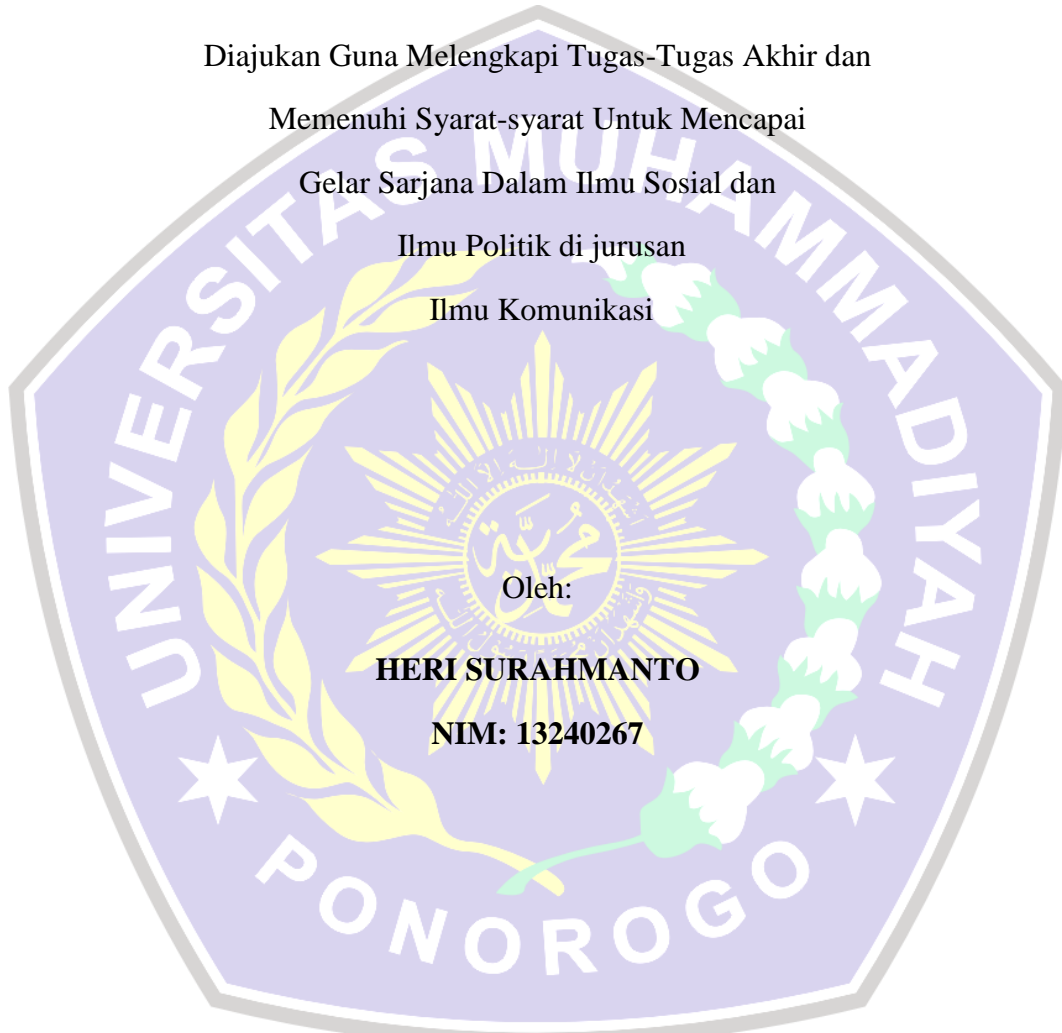 Diajukan Guna Melengkapi Tugas-Tugas Akhir dan
Memenuhi Syarat-syarat Untuk Mencapai
Gelar Sarjana Dalam Ilmu Sosial dan
Ilmu Politik di jurusan
Ilmu Komunikasi
UNIVERSITAS MUHAMMADIYAH
محمدية
Oleh:
HERI SURAHMANTO
NIM: 13240267
PONOROGO